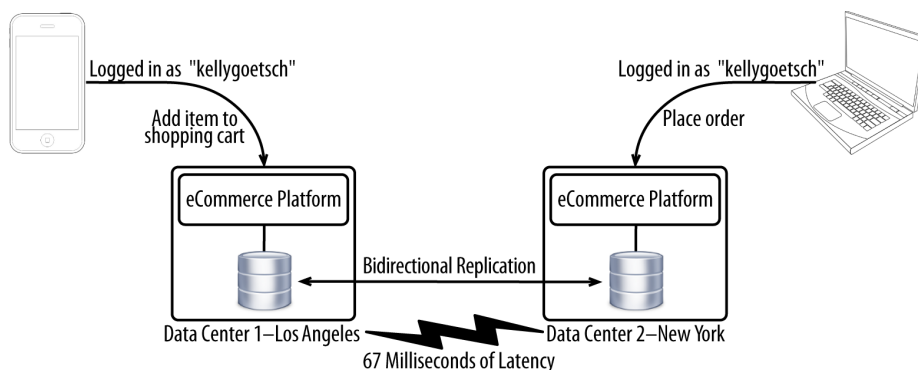 Logged in as "kellygoetsch"
Logged in as "kellygoetsch"
Add item to
shopping cart
Place order
eCommerce Platform
eCommerce Platform
Bidirectional Replication
Data Center 1–Los Angeles
Data Center 2–New York
67 Milliseconds of Latency